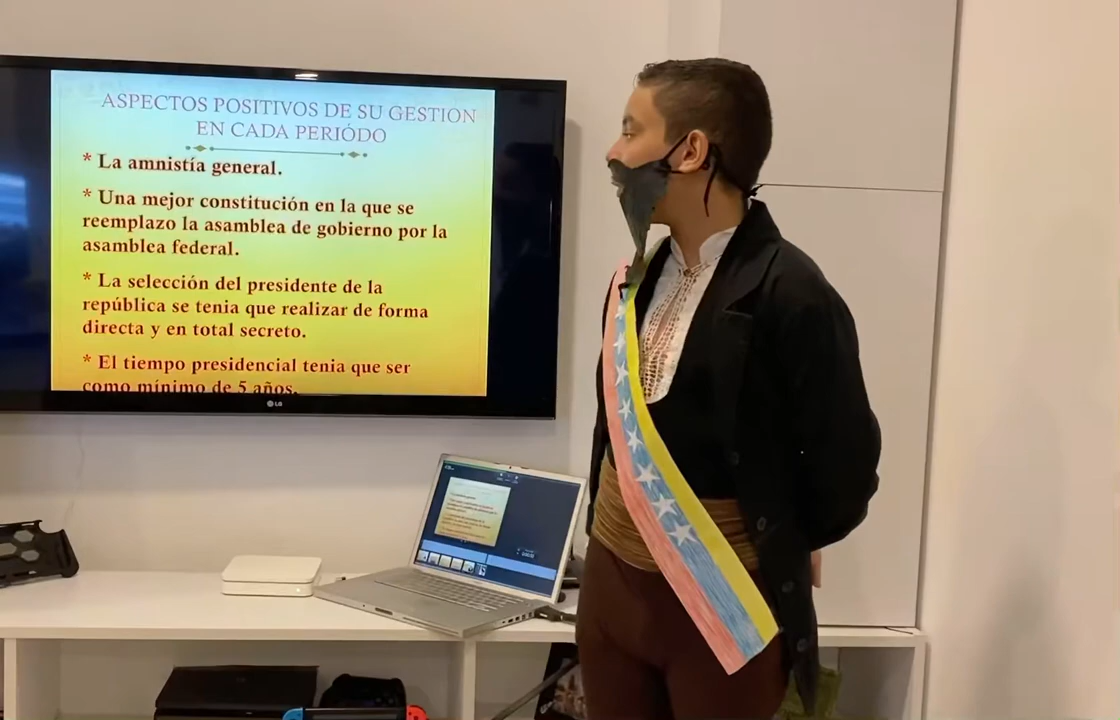 ASPECTOS POSITIVOS DE SU GESTION
EN CADA PERIÓDO
* La amnistía general.
* Una mejor constitución en la que se
reemplazo la asamblea de gobierno por la
asamblea federal.
* La selección del presidente de la
república se tenia que realizar de forma
directa y en total secreto.
* El tiempo presidencial tenia que ser
como mínimo de 5 años.
LG